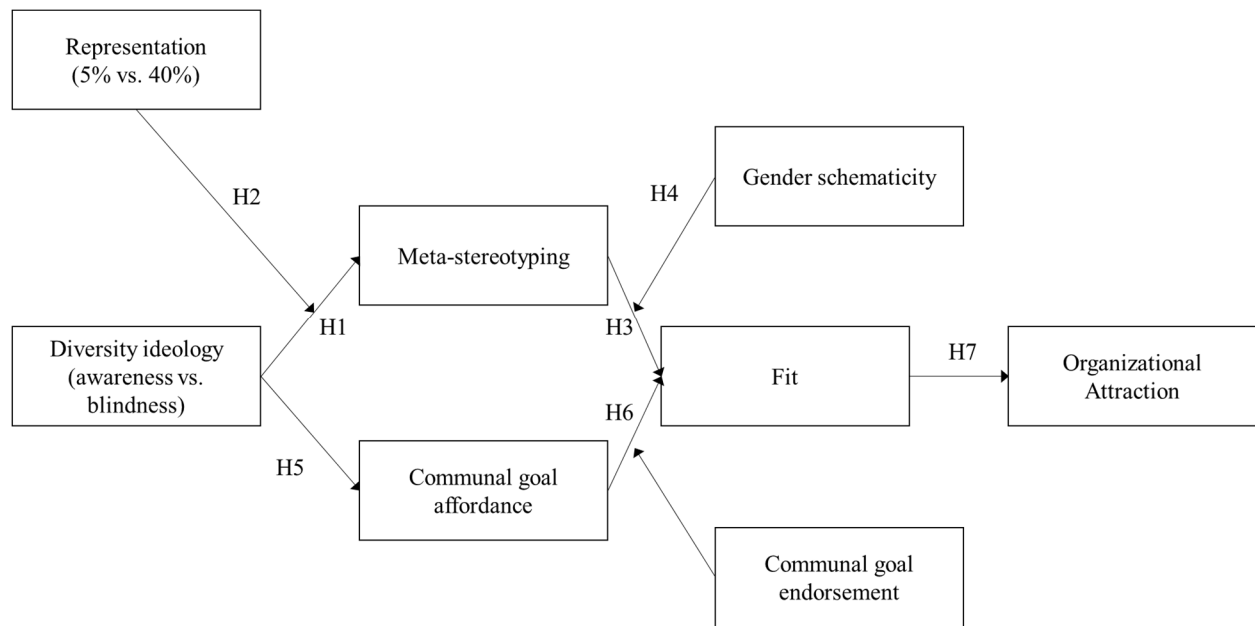 Representation
(5% vs. 40%)
H2
H4
Gender schematicity
Meta-stereotyping
H1
H3
Diversity ideology
(awareness vs.
blindness)
Fit
H7
Organizational
Attraction
H6
H5
Communal goal
affordance
Communal goal
endorsement